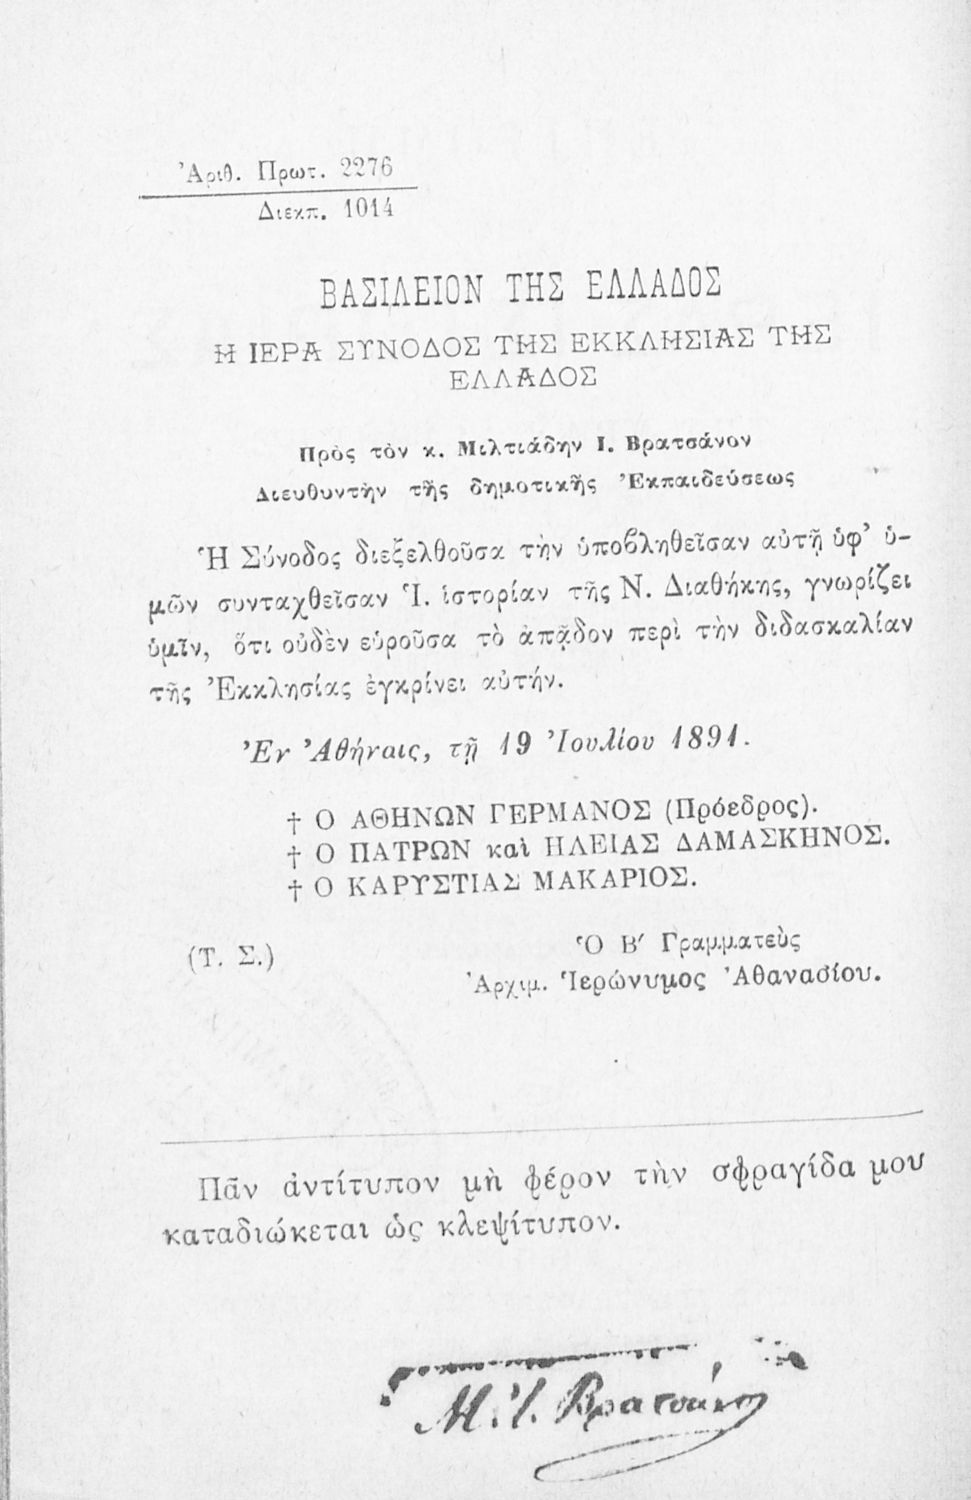 Ἀριθ. Πρωτ. 2276
Διεκπ. 1014
ΒΑΣΙΛΕΙΟΝ ΤΗΣ ΕΛΛΑΔΟΣ
Η ΙΕΡΑ ΣΥΝΟΔΟΣ ΤΗΣ ΕΚΚΛΗΣΙΑΣ ΤΗΣ
ΕΛΛΑΔΟΣ
Πρὸς τὸν κ. Μιλτιάδην Ι. Βρατσάνον
Διευθυντὴν τῆς δημοτικῆς Ἐκπαιδεύσεως
Ἡ Σύνοδος διεξελθοῦσα τὴν ὑποβληθεῖσαν αὐτῇ ὑφ’ ὑ-
μῶν συνταχθεῖσαν Ἱ. ἱστορίαν τῆς Ν. Διαθήκης, γνωρίζει
ὑμῖν, ὅτι οὐδὲν εὑροῦσα τὸ ἀπᾷδον περὶ τὴν διδασκαλίαν
τῆς Ἐκκλησίας ἐγκρίνει αὐτήν.
Ἐν Ἀθήναις, τῇ 19 Ἰουλίου 1891.
† Ο ΑΘΗΝΩΝ ΓΕΡΜΑΝΟΣ (Πρόεδρος).
† Ο ΠΑΤΡΩΝ καὶ ΗΛΕΙΑΣ ΔΑΜΑΣΚΗΝΟΣ.
† Ο ΚΑΡΥΣΤΙΑΣ ΜΑΚΑΡΙΟΣ.
(Τ. Σ.)
Ὁ Β′ Γραμματεὺς
Ἀρχιμ. Ἱερώνυμος Ἀθανασίου.
Πᾶν ἀντίτυπον μὴ φέρον τὴν σφραγίδα μου
καταδιώκεται ὡς κλεψίτυπον.
Μ. Ἰ. Βρατσάνος